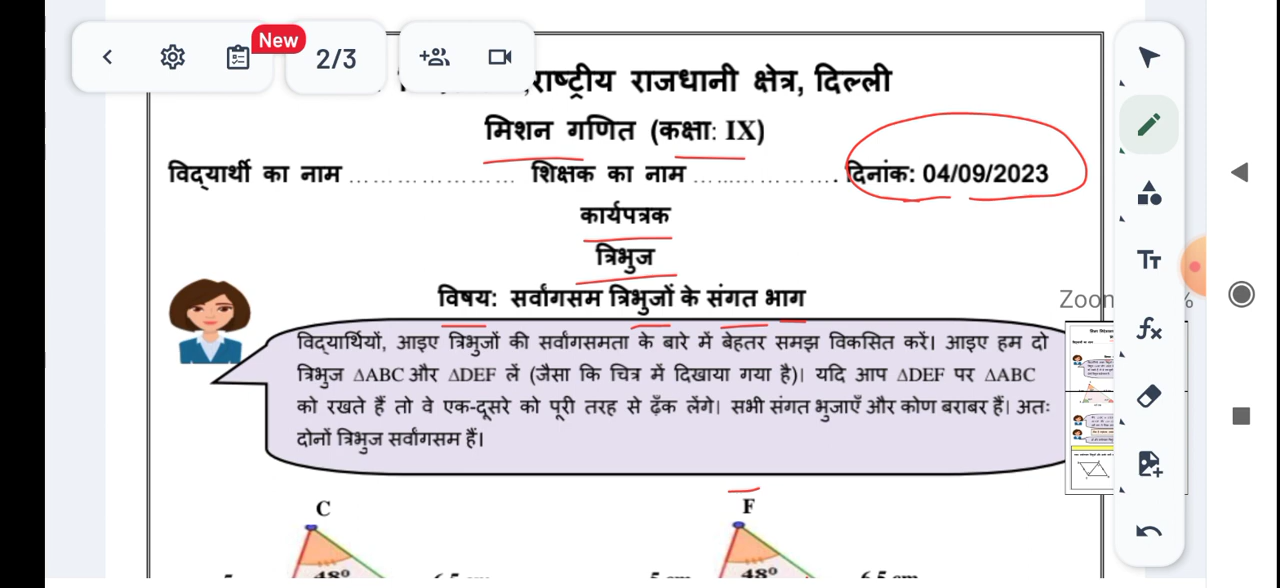 New
2/3
राष्ट्रीय राजधानी क्षेत्र, दिल्ली
मिशन गणित (कक्षा: IX)
विद्यार्थी का नाम ........................ शिक्षक का नाम ........................ दिनांक: 04/09/2023
कार्यपत्रक
त्रिभुज
विषय: सर्वांगसम त्रिभुजों के संगत भाग
विद्यार्थियों, आइए त्रिभुजों की सर्वांगसमता के बारे में बेहतर समझ विकसित करें। आइए हम दो
त्रिभुज ΔABC और ΔDEF लें (जैसा कि चित्र में दिखाया गया है)। यदि आप ΔDEF पर ΔABC
को रखते हैं तो वे एक-दूसरे को पूरी तरह से ढ़ँक लेंगे। सभी संगत भुजाएँ और कोण बराबर हैं। अतः
दोनों त्रिभुज सर्वांगसम हैं।
C F
48° 48°
Tт
fx